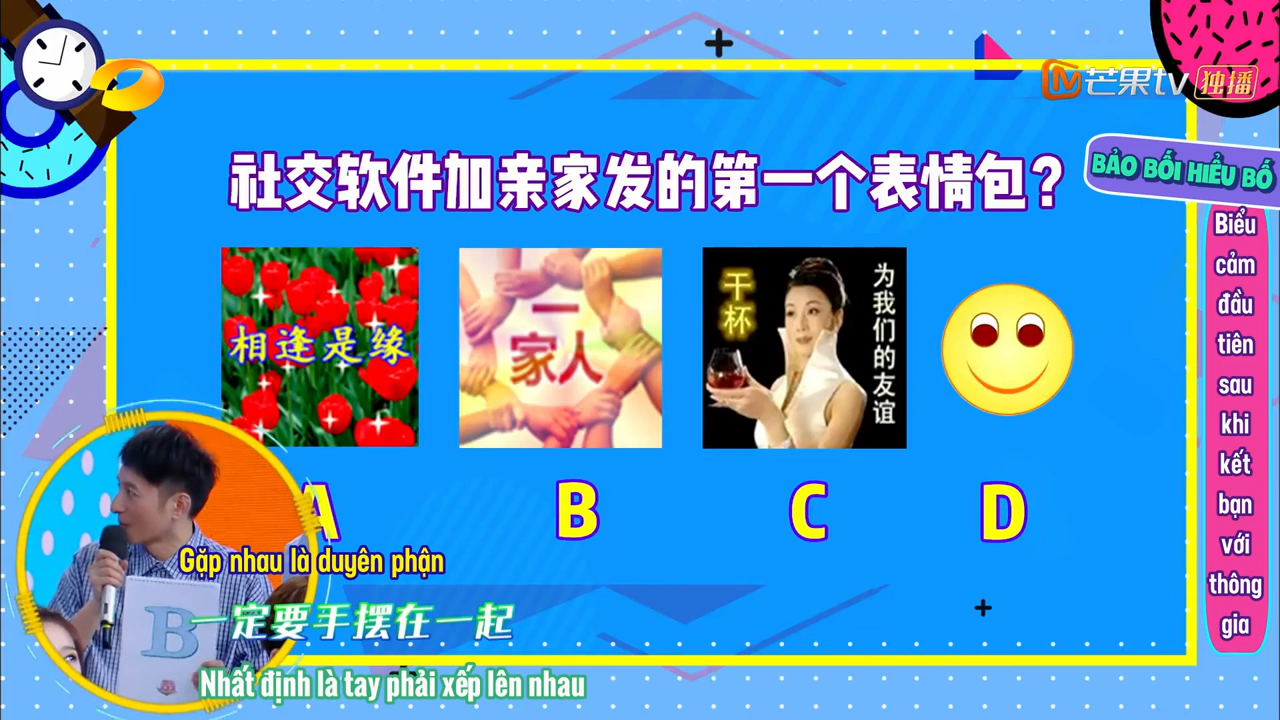 芒果tv 独播
社交软件加亲家发的第一个表情包？
BẢO BỐI HIỂU BỐ
Biểu
cảm
đầu
tiên
sau
khi
kết
bạn
với
thông
gia
相逢是缘
一
家人
干杯
为我们的友谊
A B C D
Gặp nhau là duyên phận
B
一定要手摆在一起
Nhất định là tay phải xếp lên nhau